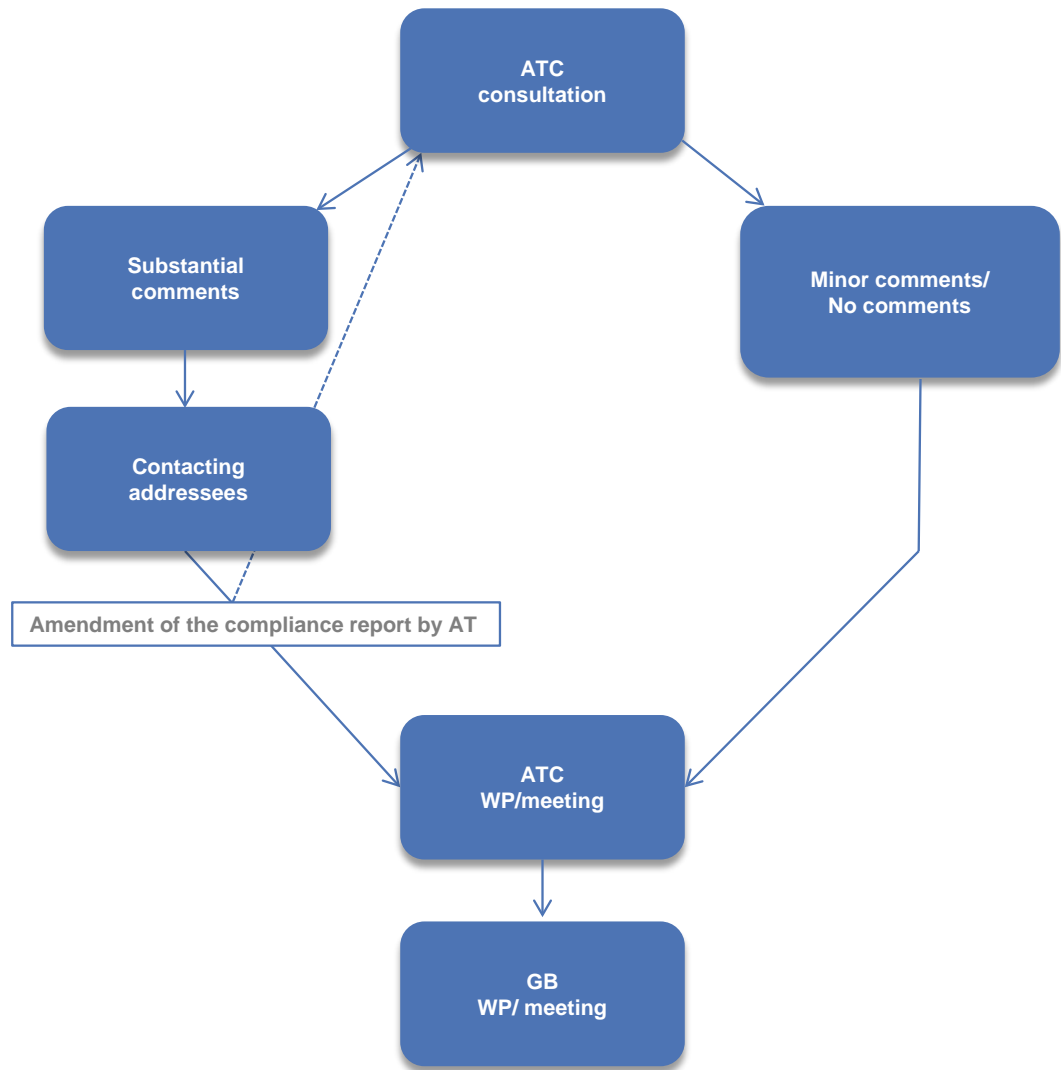 ATC
consultation
Substantial
comments
Minor comments/
No comments
Contacting
addressees
Amendment of the compliance report by AT
ATC
WP/meeting
GB
WP/ meeting